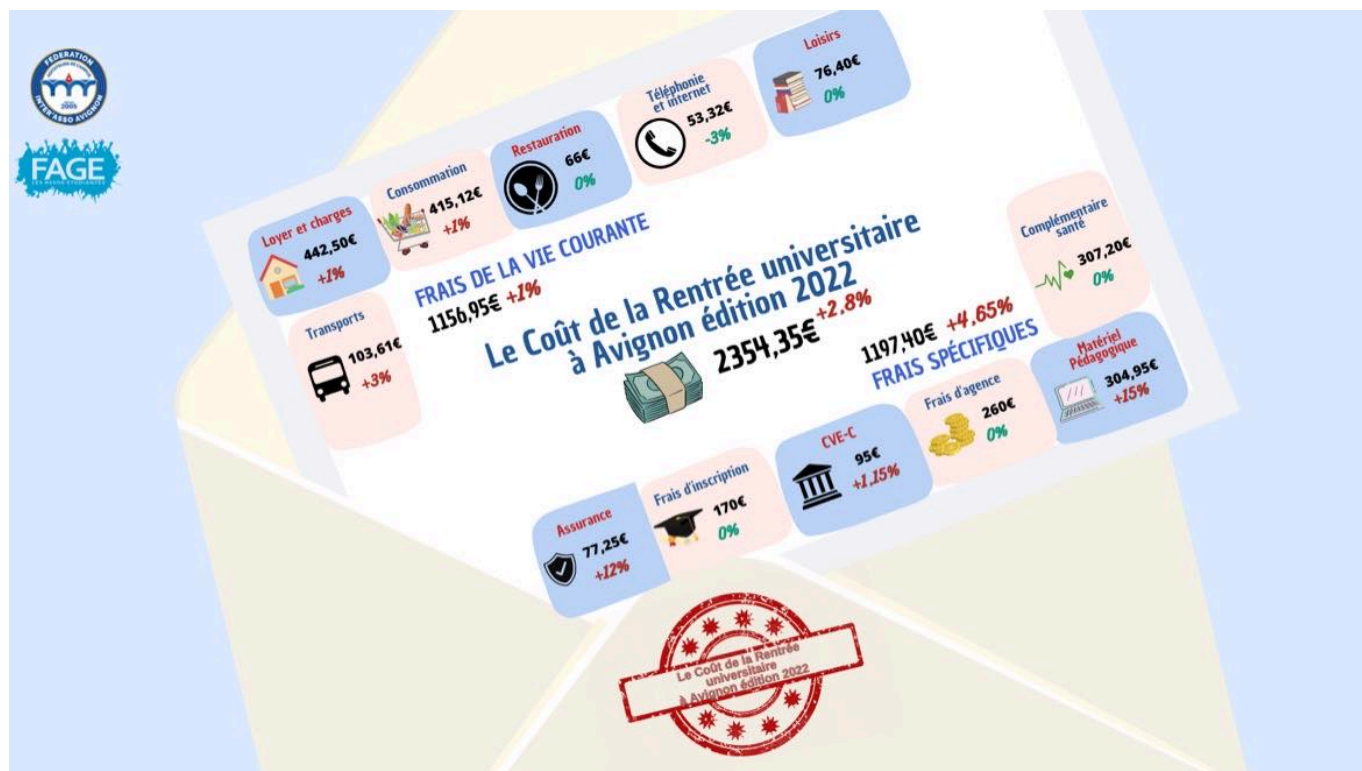 FEDERATION
INTER'ASSO AVIGNON
2005
FAGE
LES ASSOS ÉTUDIANTES
Loyer et charges
442,50€
+1%
Consommation
415,12€
+1%
Restauration
66€
0%
Téléphonie
et internet
53,32€
-3%
Loisirs
76,40€
0%
Transports
103,61€
+3%
FRAIS DE LA VIE COURANTE
1156,95€ +1%
Le Coût de la Rentrée universitaire
à Avignon édition 2022
2354,35€ +2,8%
1197,40€ +4,65%
FRAIS SPÉCIFIQUES
Complémentaire
santé
307,20€
0%
Matériel
Pédagogique
304,95€
+15%
Frais d'agence
260€
0%
CVE-C
95€
+1,15%
Frais d'inscription
170€
0%
Assurance
77,25€
+12%
Le Coût de la Rentrée
universitaire
à Avignon édition 2022